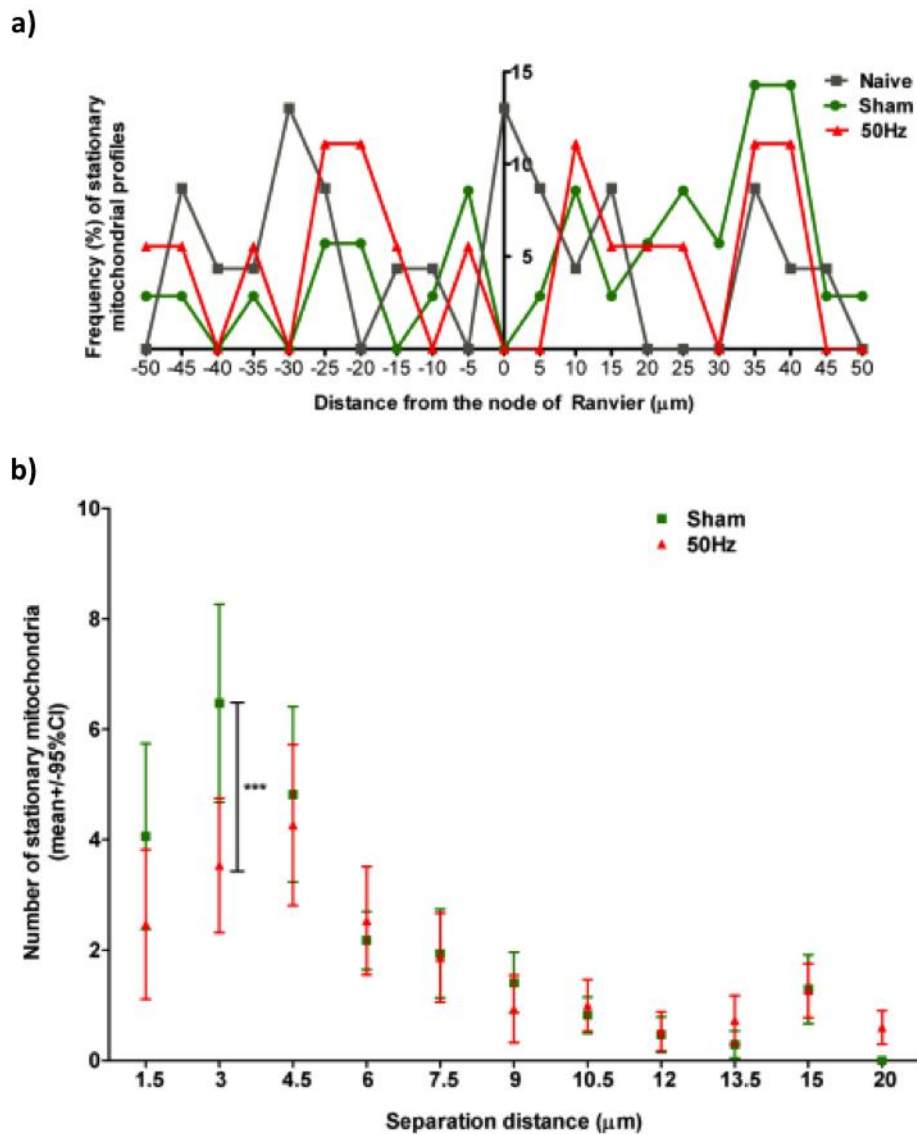 a)
Frequency (%) of stationary
mitochondrial profiles
15
10
5
Naive
Sham
50Hz
-50 -45 -40 -35 -30 -25 -20 -15 -10 -5 0 5 10 15 20 25 30 35 40 45 50
Distance from the node of Ranvier (μm)
b)
Number of stationary mitochondria
(mean+/-95%CI)
10
8
6
4
2
0
Sham
50Hz
***
1.5 3 4.5 6 7.5 9 10.5 12 13.5 15 20
Separation distance (μm)